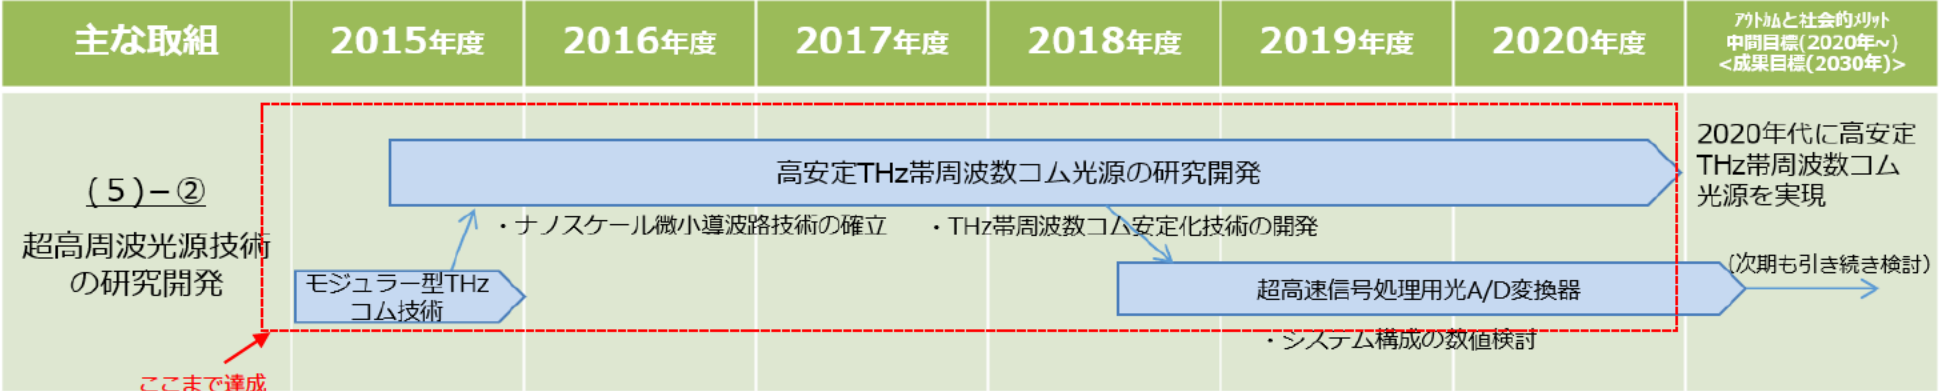 主な取組
2015年度
2016年度
2017年度
2018年度
2019年度
2020年度
ｱｳﾄｶﾑと社会的ﾒﾘｯﾄ
中間目標(2020年~)
<成果目標(2030年)>
(5)－②
超高周波光源技術
の研究開発
高安定THz帯周波数コム光源の研究開発
・ナノスケール微小導波路技術の確立
・THz帯周波数コム安定化技術の開発
モジュラー型THz
コム技術
超高速信号処理用光A/D変換器
・システム構成の数値検討
2020年代に高安定
THz帯周波数コム
光源を実現
(次期も引き続き検討)
ここまで達成